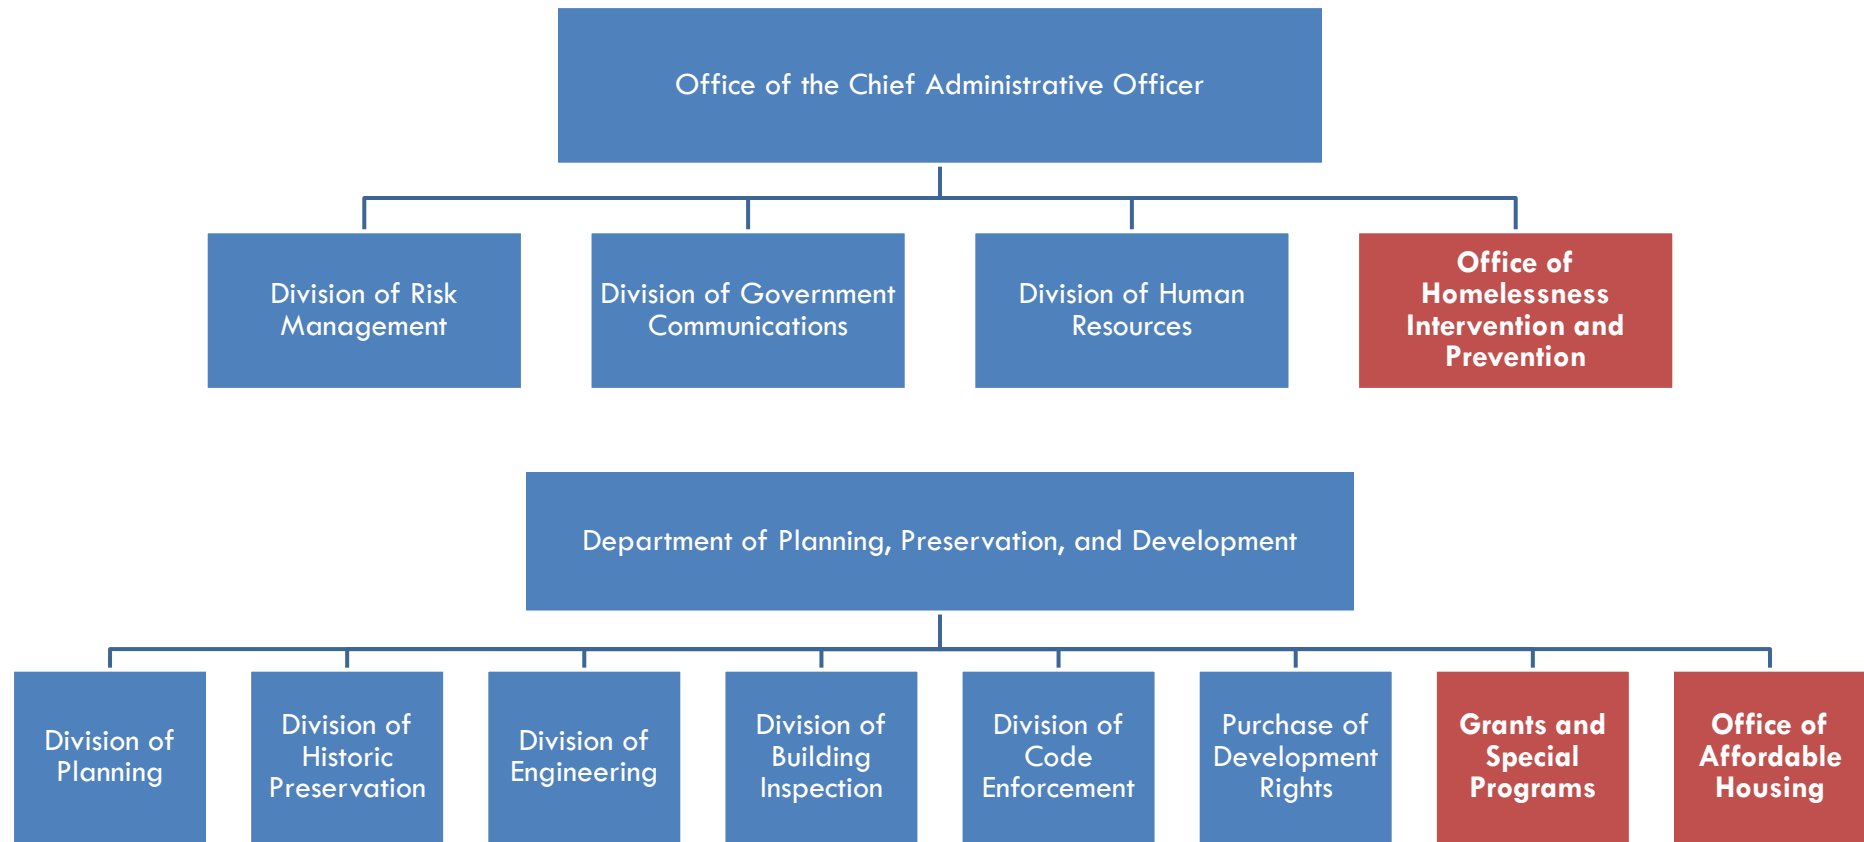 Office of the Chief Administrative Officer
Division of Risk
Management
Division of Government
Communications
Division of Human
Resources
Office of
Homelessness
Intervention and
Prevention
Department of Planning, Preservation, and Development
Division of
Planning
Division of
Historic
Preservation
Division of
Engineering
Division of
Building
Inspection
Division of
Code
Enforcement
Purchase of
Development
Rights
Grants and
Special
Programs
Office of
Affordable
Housing